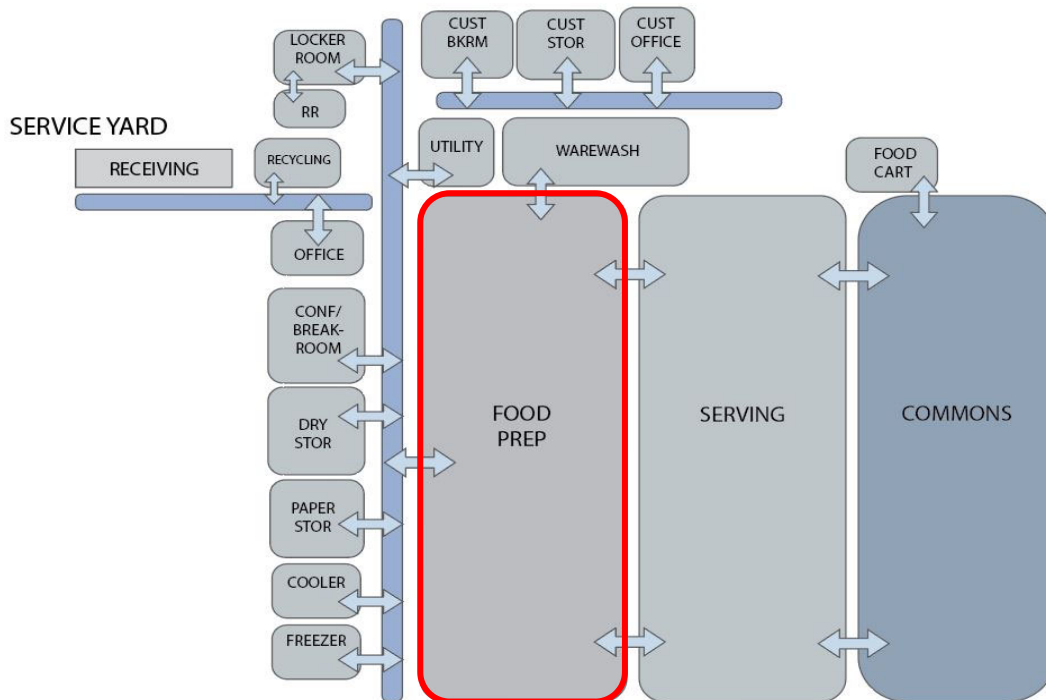 LOCKER
ROOM
CUST
BKRM
CUST
STOR
CUST
OFFICE
RR
SERVICE YARD
RECEIVING
RECYCLING
UTILITY
WAREWASH
FOOD
CART
OFFICE
CONF/
BREAK-
ROOM
DRY
STOR
FOOD
PREP
SERVING
COMMONS
PAPER
STOR
COOLER
FREEZER